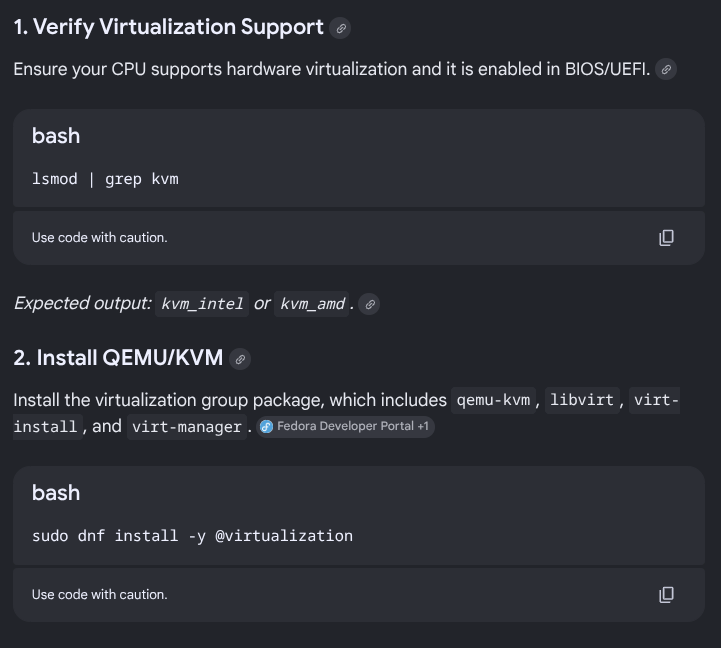 1. Verify Virtualization Support
Ensure your CPU supports hardware virtualization and it is enabled in BIOS/UEFI.
bash
lsmod | grep kvm
Use code with caution.
Expected output: kvm_intel or kvm_amd.
2. Install QEMU/KVM
Install the virtualization group package, which includes qemu-kvm, libvirt, virt-
install, and virt-manager. Fedora Developer Portal +1
bash
sudo dnf install -y @virtualization
Use code with caution.